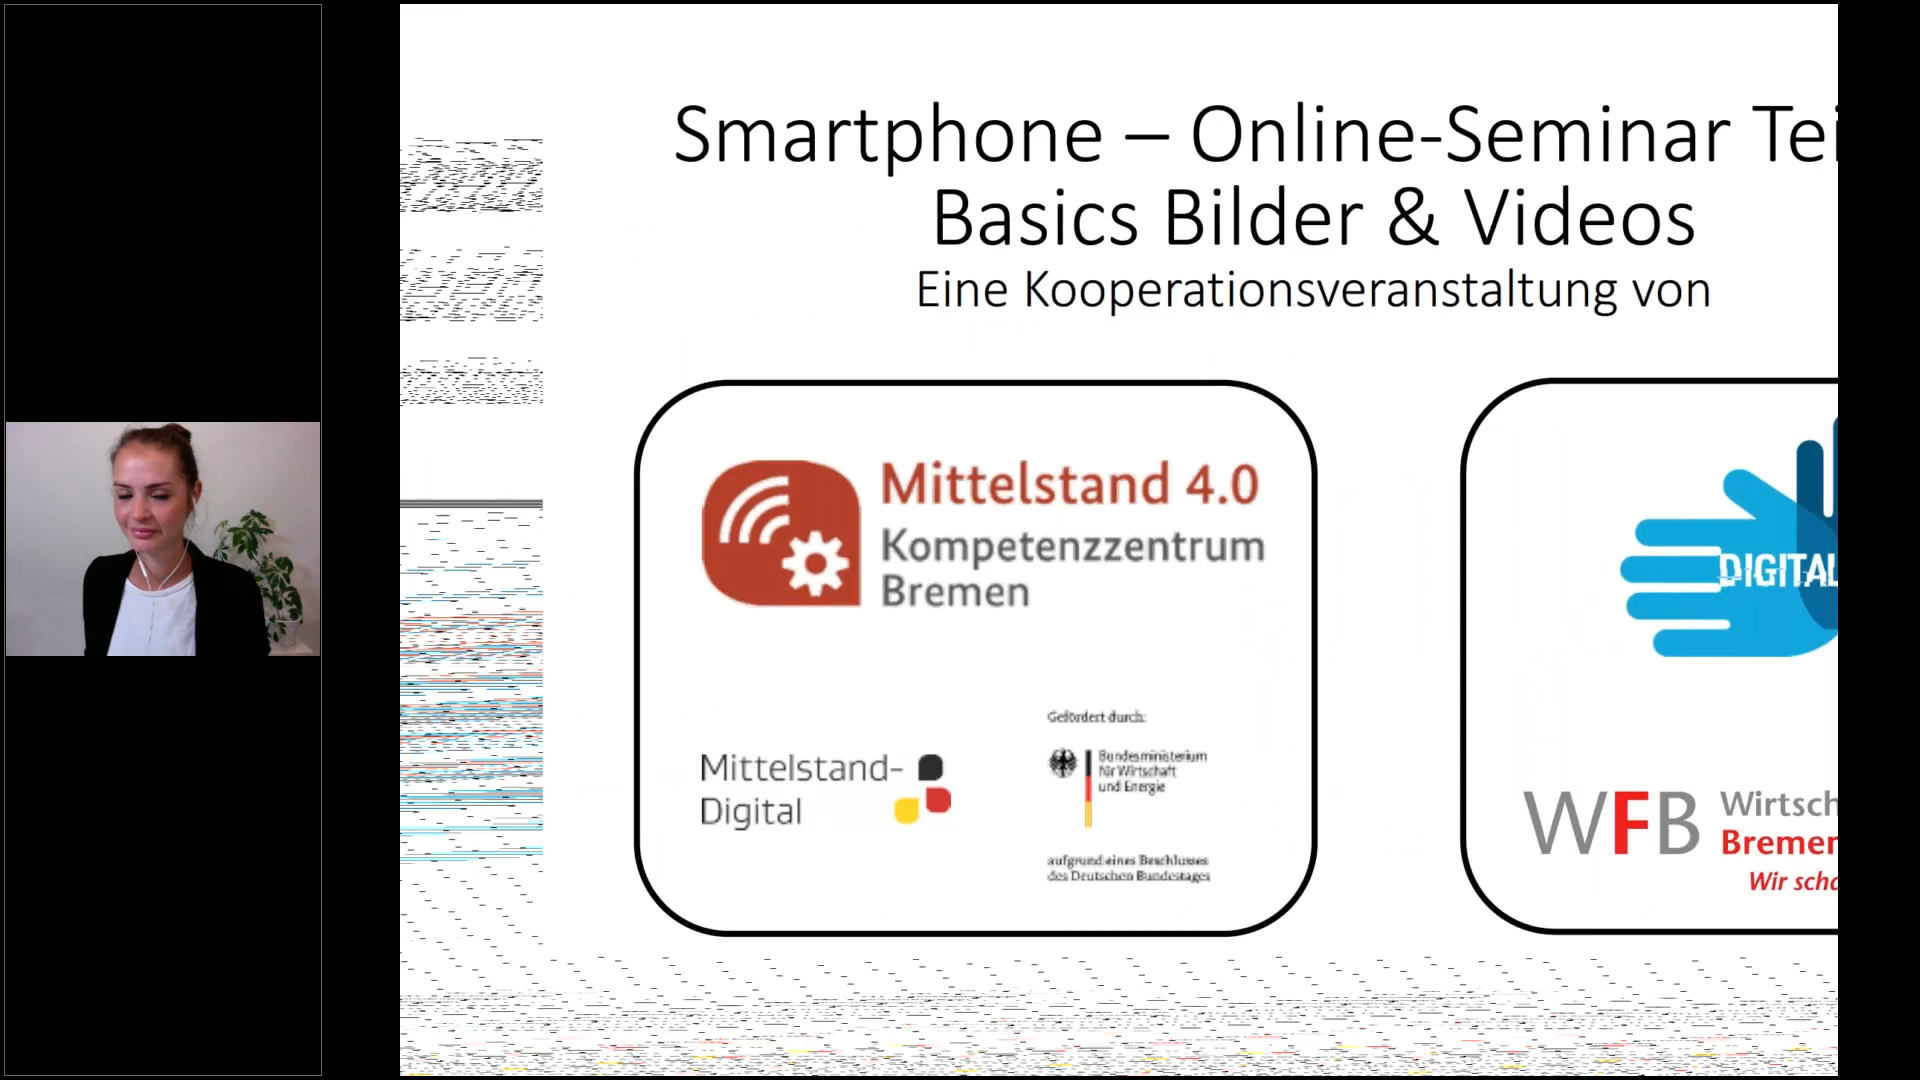 Smartphone – Online-Seminar Tei
Basics Bilder & Videos
Eine Kooperationsveranstaltung von
Mittelstand 4.0
Kompetenzzentrum
Bremen
Mittelstand-
Digital
Gefördert durch:
Bundesministerium
für Wirtschaft
und Energie
aufgrund eines Beschlusses
des Deutschen Bundestages
DIGITAL
WFB
Wirtsch
Bremen
Wir scha